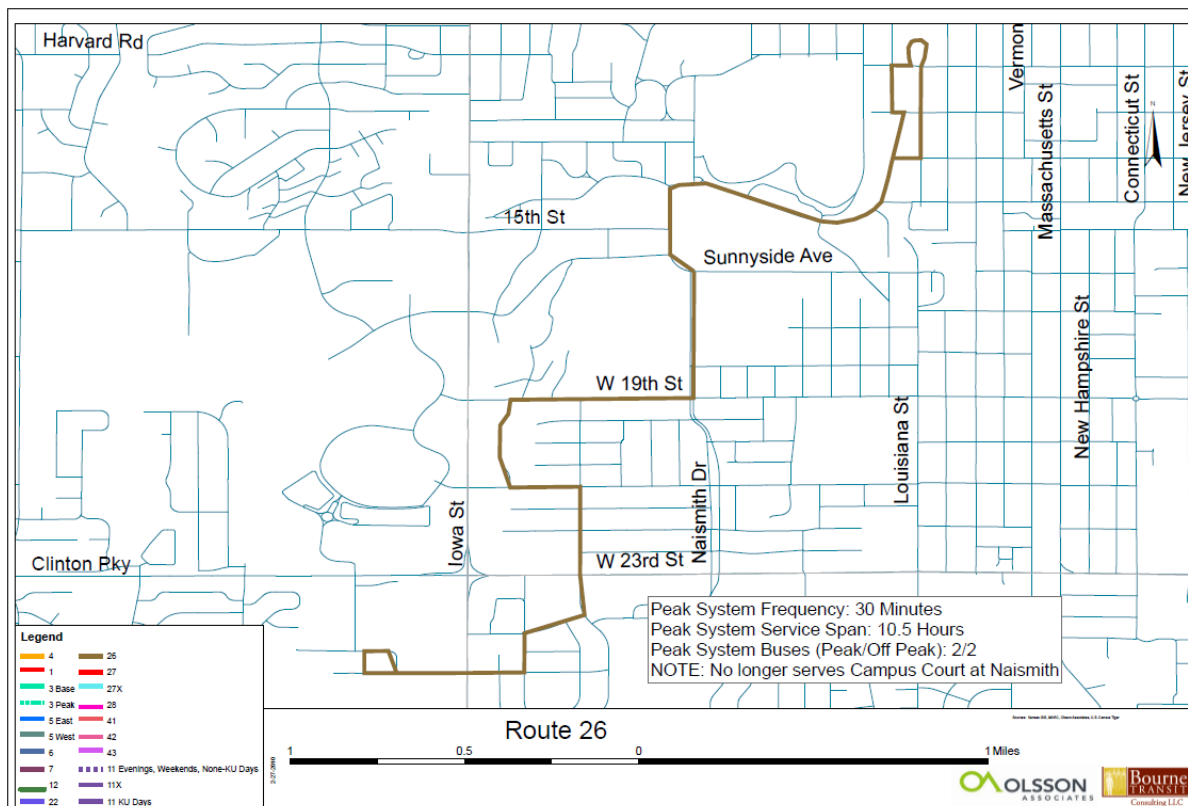 Harvard Rd
Vermon
Massachusetts St
Connecticut St
New Jersey St
N
15th St
Sunnyside Ave
W 19th St
New Hampshire St
Louisiana St
Naismith Dr
Iowa St
W 23rd St
Clinton Pky
Peak System Frequency: 30 Minutes
Peak System Service Span: 10.5 Hours
Peak System Buses (Peak/Off Peak): 2/2
NOTE: No longer serves Campus Court at Naismith
Legend
4
1
3 Base
3 Peak
5 East
5 West
6
7
12
22
26
27
27X
28
41
42
43
11 Evenings, Weekends, None-KU Days
11X
11 KU Days
Route 26
1 0.5 0 1 Miles
OLSSON
ASSOCIATES
Bourne
TRANSIT
Consulting LLC